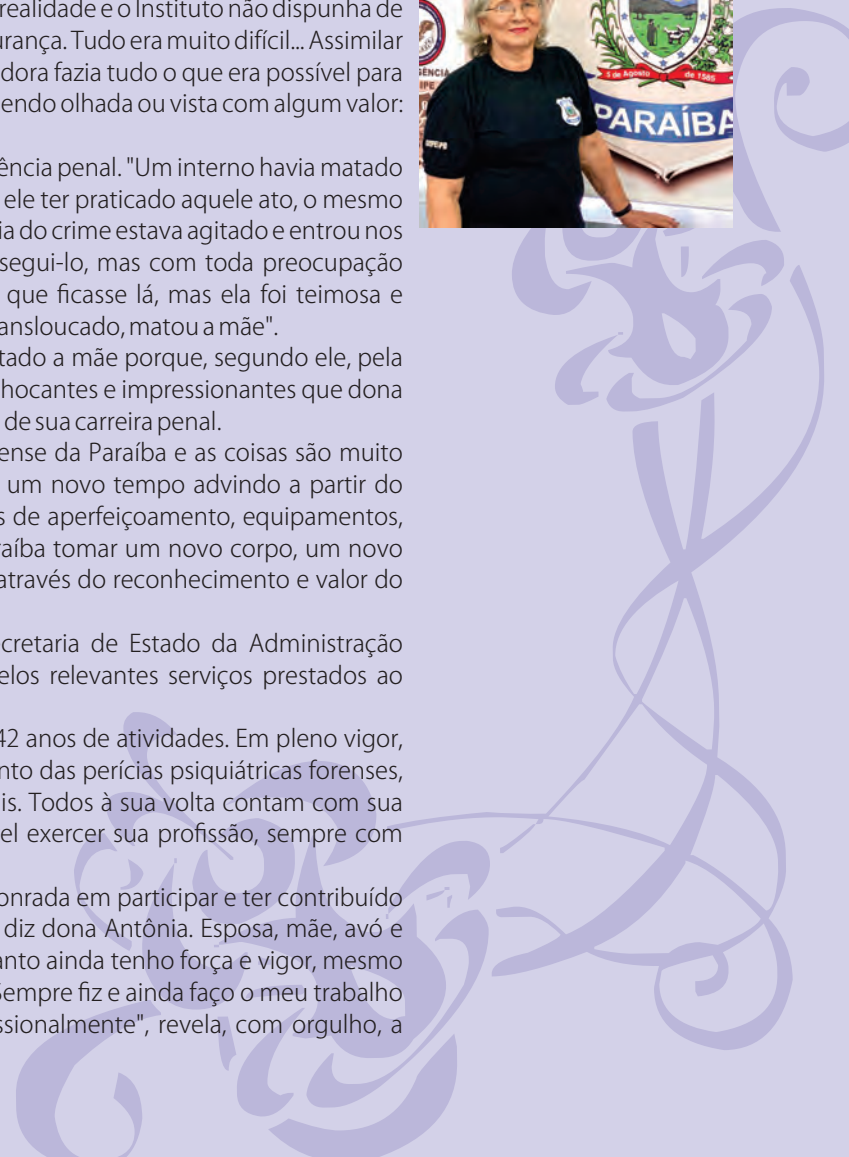 realidade e o Instituto não dispunha de
urança. Tudo era muito difícil... Assimilar
dora fazia tudo o que era possível para
endo olhada ou vista com algum valor:
ência penal. "Um interno havia matado
ele ter praticado aquele ato, o mesmo
ia do crime estava agitado e entrou nos
segui-lo, mas com toda preocupação
que ficasse lá, mas ela foi teimosa e
ansloucado, matou a mãe".
tado a mãe porque, segundo ele, pela
hocantes e impressionantes que dona
de sua carreira penal.
ense da Paraíba e as coisas são muito
um novo tempo advindo a partir do
s de aperfeiçoamento, equipamentos,
raíba tomar um novo corpo, um novo
através do reconhecimento e valor do
ecretaria de Estado da Administração
elos relevantes serviços prestados ao
42 anos de atividades. Em pleno vigor,
nto das perícias psiquiátricas forenses,
is. Todos à sua volta contam com sua
el exercer sua profissão, sempre com
onrada em participar e ter contribuído
diz dona Antônia. Esposa, mãe, avó e
anto ainda tenho força e vigor, mesmo
Sempre fiz e ainda faço o meu trabalho
ssionalmente", revela, com orgulho, a
5 de Agosto de 1585
PARAÍBA